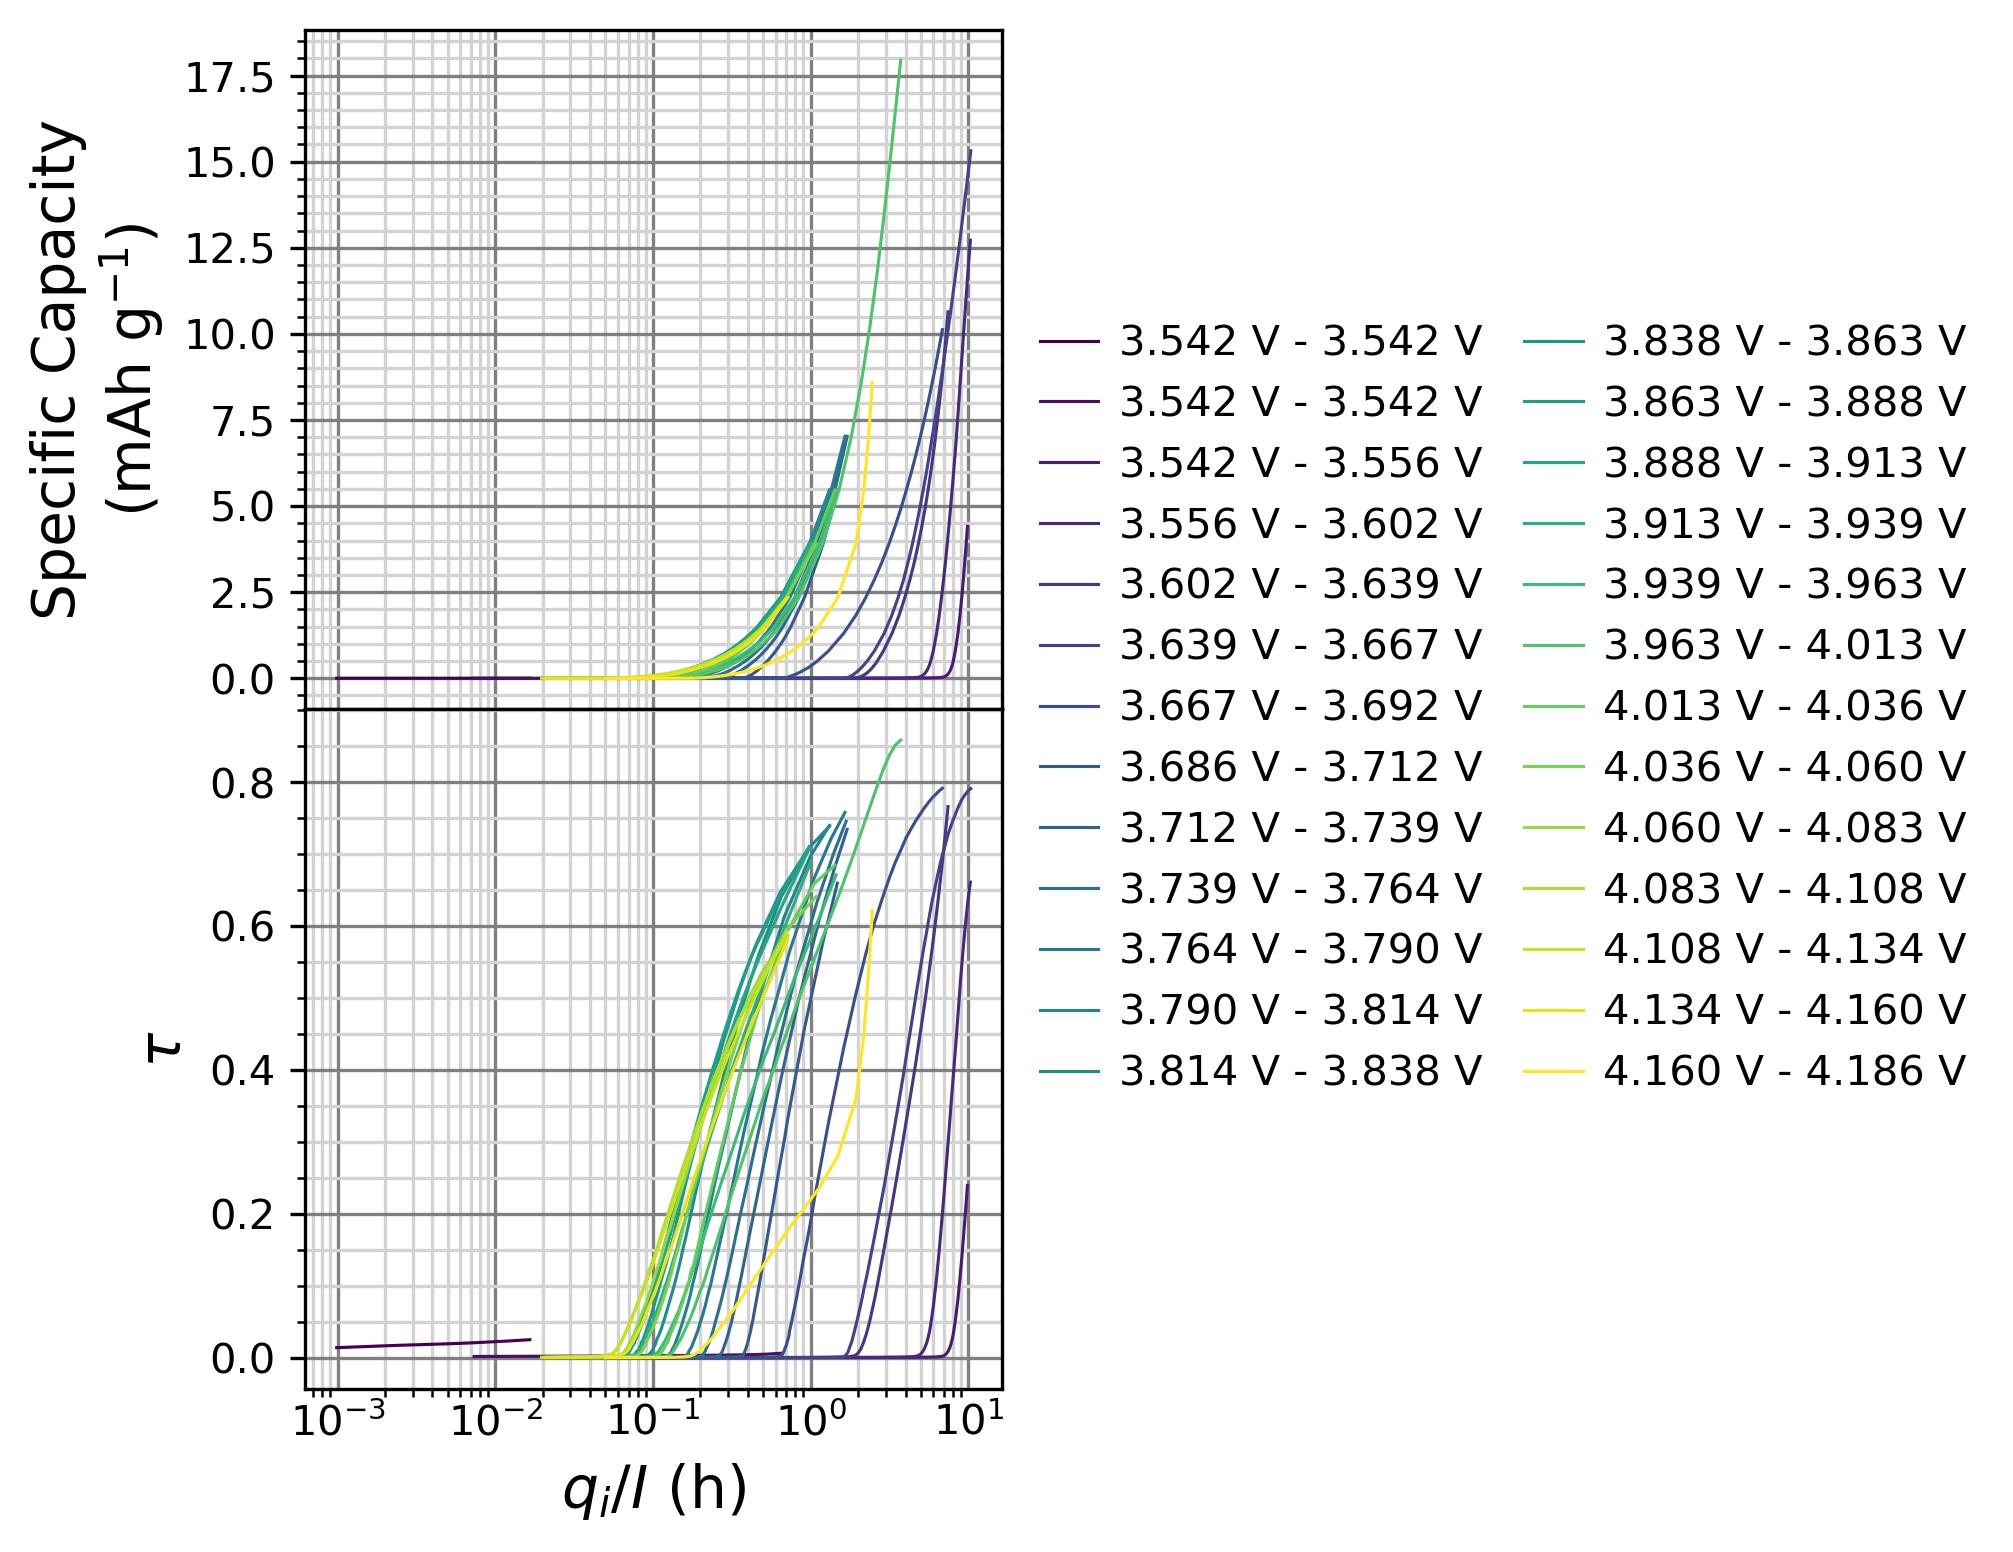 Specific Capacity
(mAh g⁻¹)
17.5
15.0
12.5
10.0
7.5
5.0
2.5
0.0
τ
0.8
0.6
0.4
0.2
0.0
10⁻³ 10⁻² 10⁻¹ 10⁰ 10¹
qᵢ/I (h)
3.542 V - 3.542 V
3.542 V - 3.542 V
3.542 V - 3.556 V
3.556 V - 3.602 V
3.602 V - 3.639 V
3.639 V - 3.667 V
3.667 V - 3.692 V
3.686 V - 3.712 V
3.712 V - 3.739 V
3.739 V - 3.764 V
3.764 V - 3.790 V
3.790 V - 3.814 V
3.814 V - 3.838 V
3.838 V - 3.863 V
3.863 V - 3.888 V
3.888 V - 3.913 V
3.913 V - 3.939 V
3.939 V - 3.963 V
3.963 V - 4.013 V
4.013 V - 4.036 V
4.036 V - 4.060 V
4.060 V - 4.083 V
4.083 V - 4.108 V
4.108 V - 4.134 V
4.134 V - 4.160 V
4.160 V - 4.186 V